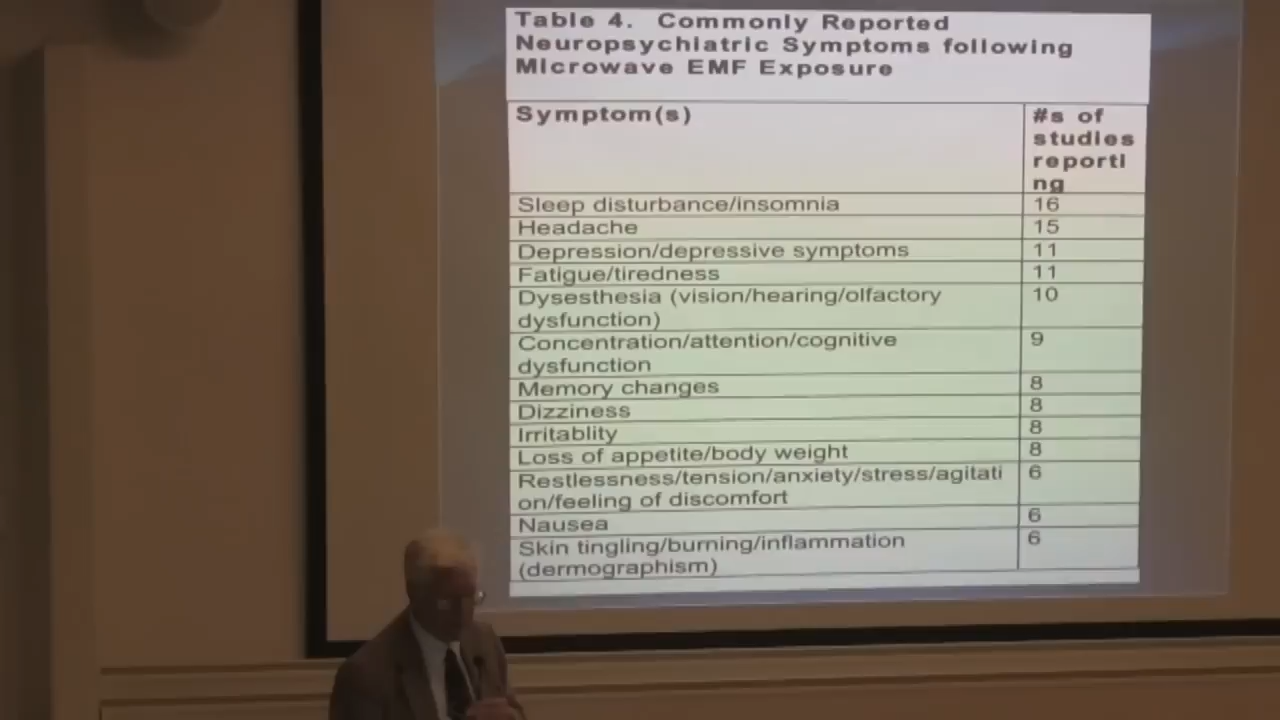 Table 4. Commonly Reported
Neuropsychiatric Symptoms following
Microwave EMF Exposure
Symptom(s)
#s of
studies
reporti
ng
Sleep disturbance/insomnia 16
Headache 15
Depression/depressive symptoms 11
Fatigue/tiredness 11
Dysesthesia (vision/hearing/olfactory 10
dysfunction)
Concentration/attention/cognitive 9
dysfunction
Memory changes 8
Dizziness 8
Irritablity 8
Loss of appetite/body weight 8
Restlessness/tension/anxiety/stress/agitati 6
on/feeling of discomfort
Nausea 6
Skin tingling/burning/inflammation 6
(dermographism)